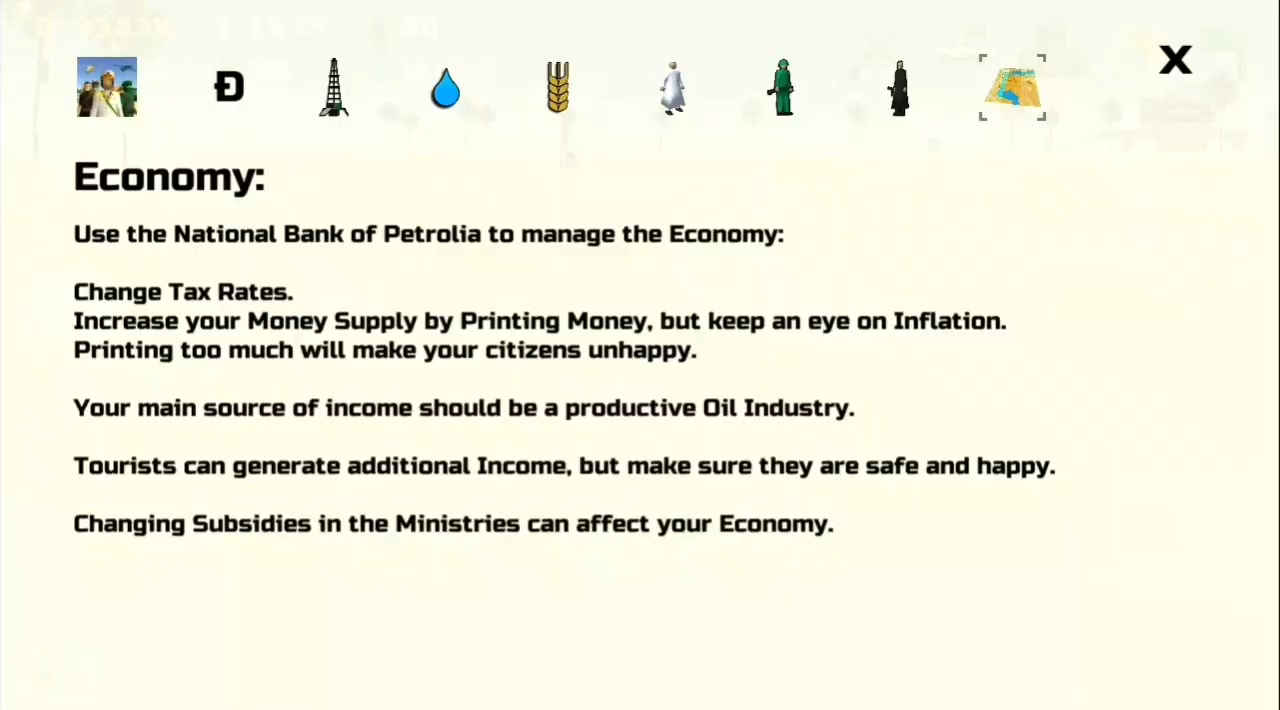 Đ
X
Economy:
Use the National Bank of Petrolia to manage the Economy:
Change Tax Rates.
Increase your Money Supply by Printing Money, but keep an eye on Inflation.
Printing too much will make your citizens unhappy.
Your main source of income should be a productive Oil Industry.
Tourists can generate additional Income, but make sure they are safe and happy.
Changing Subsidies in the Ministries can affect your Economy.